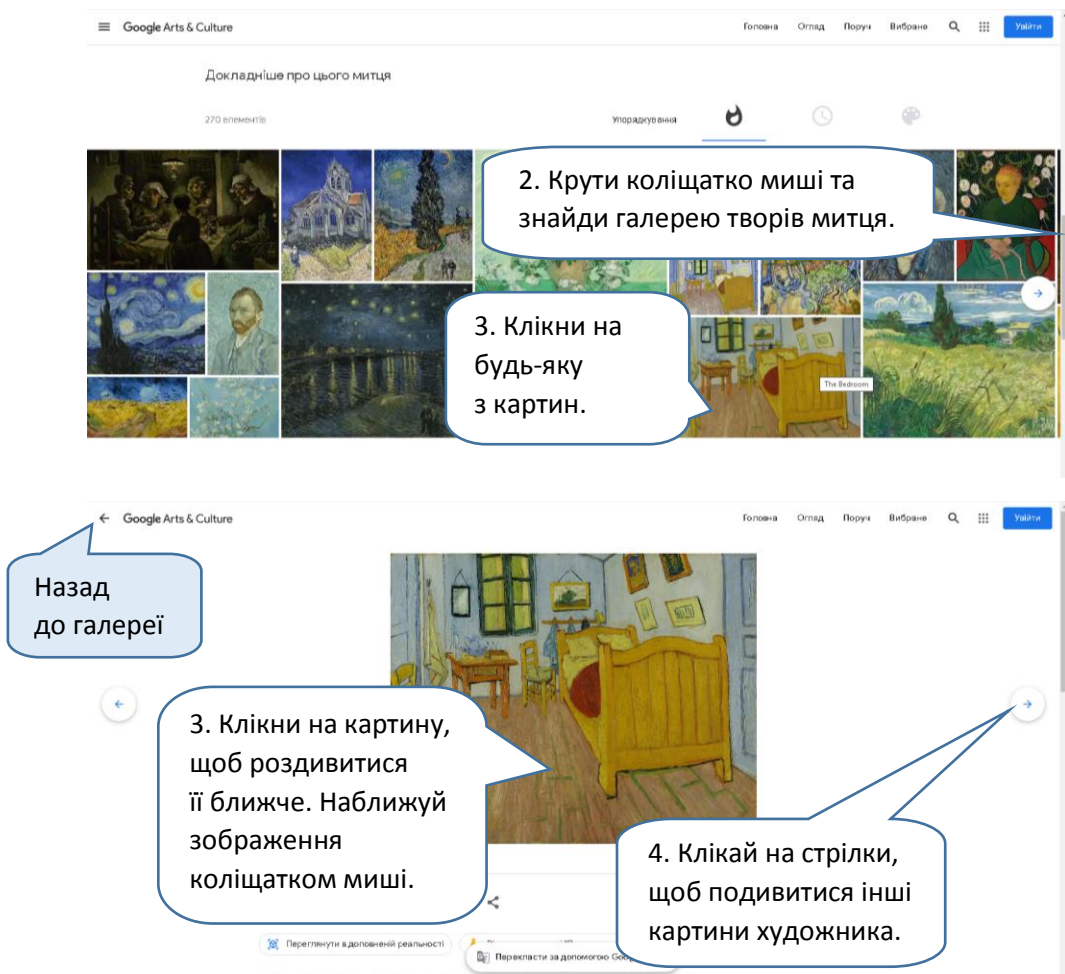 Google Arts & Culture
Головна Огляд Поруч Вибране Увійти
Докладніше про цього митця
270 елементів
Упорядкування
2. Крути коліщатко миші та
знайди галерею творів митця.
3. Клікни на
будь-яку
з картин.
The Bedroom
Google Arts & Culture
Головна Огляд Поруч Вибране Увійти
Назад
до галереї
3. Клікни на картину,
щоб роздивитися
її ближче. Наближуй
зображення
коліщатком миші.
4. Клікай на стрілки,
щоб подивитися інші
картини художника.
Переглянути в доповненій реальності
Перекласти за допомогою